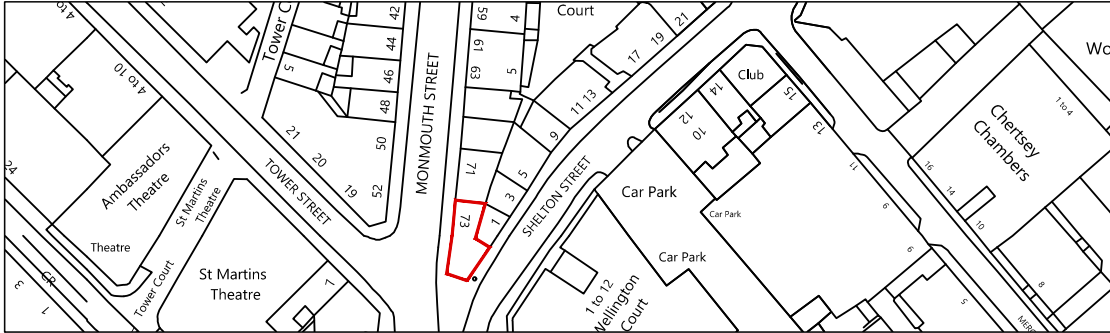 4 to 10
4 to 10
24
Ambassadors
Theatre
St Martins
Theatre
Theatre
Tower Court
CR
3
1
St Martins
Theatre
1
TOWER STREET
21
20
19
52
50
48
46
44
42
5
MONMOUTH STREET
59
61
63
71
73
4
5
Court
1
3
5
9
11 13
17
19
21
SHELTON STREET
Car Park
Car Park
Car Park
1 to 12
Wellington
Court
10
12
14
Club
15
13
11
9
9
5
16
14
10
8
Chertsey
Chambers
1 to 4